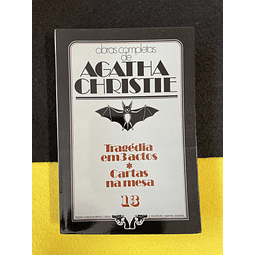 obras completas
de
AGATHA
CHRISTIE
Tragédia
em 3 actos
*
Cartas
na mesa
18